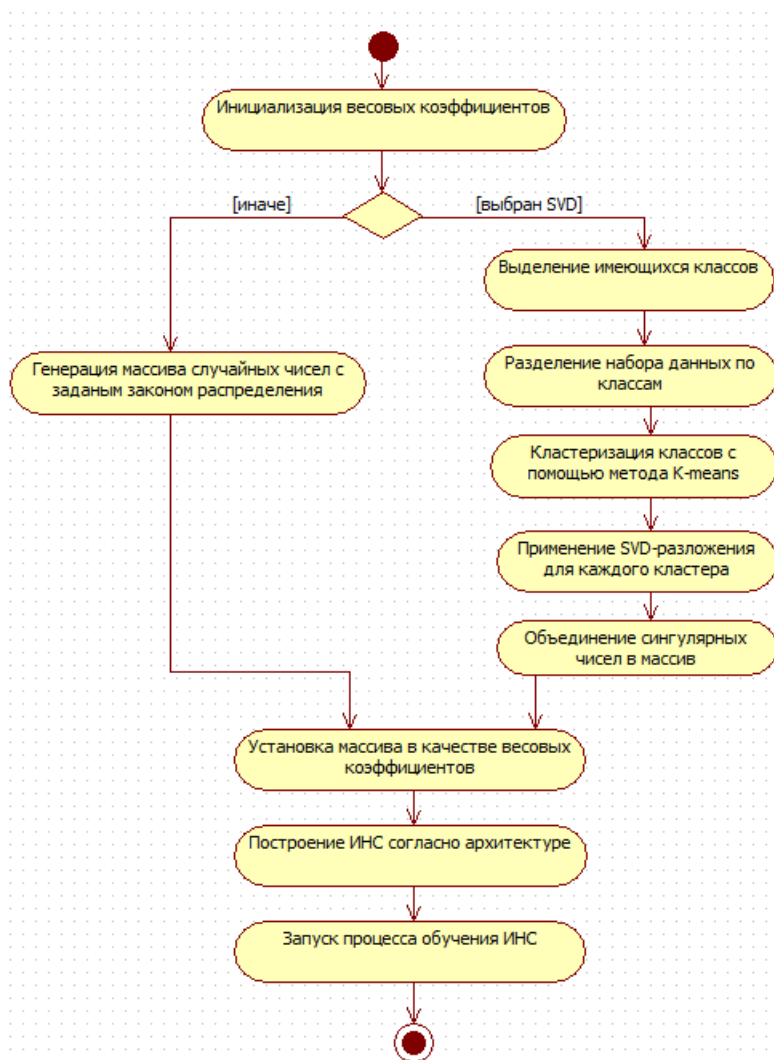 Инициализация весовых коэффициентов
[иначе]
[выбран SVD]
Выделение имеющихся классов
Генерация массива случайных чисел с
заданым законом распределения
Разделение набора данных по
классам
Кластеризация классов с
помощью метода K-means
Применение SVD-разложения
для каждого кластера
Объединение сингулярных
чисел в массив
Установка массива в качестве весовых
коэффициентов
Построение ИНС согласно архитектуре
Запуск процесса обучения ИНС